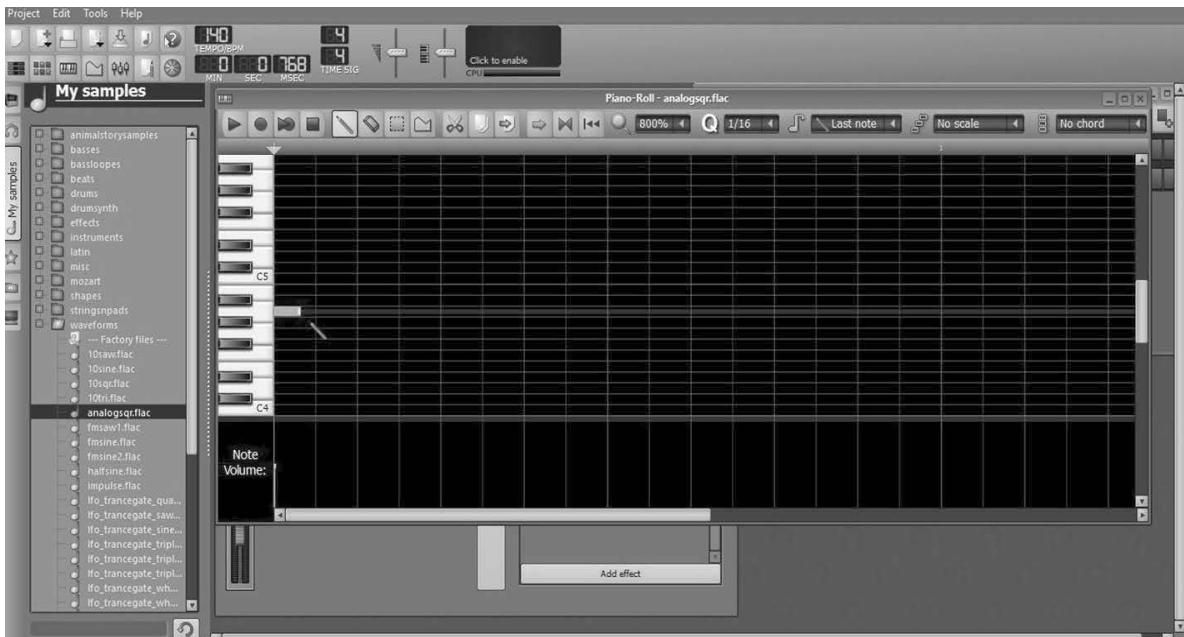 Project Edit Tools Help
140
TEMPO/BPM
4
4
TIME SIG
0 0 768
MIN SEC MSEC
Click to enable
CPU
My samples
My samples
animalstorysamples
basses
bassloopes
beats
drums
drumsynth
effects
instruments
latin
misc
mozart
shapes
stringsnpads
waveforms
--- Factory files ---
10saw.flac
10sine.flac
10sqr.flac
10tri.flac
analogsqr.flac
fmsaw1.flac
fmsine.flac
fmsine2.flac
halfsine.flac
impulse.flac
lfo_trancegate_qua...
lfo_trancegate_saw...
lfo_trancegate_sine...
lfo_trancegate_tripl...
lfo_trancegate_tripl...
lfo_trancegate_tripl...
lfo_trancegate_wh...
lfo_trancegate_wh...
Piano-Roll - analogsqr.flac
800% Q 1/16 Last note No scale No chord
1
C5
C4
Note
Volume:
Add effect